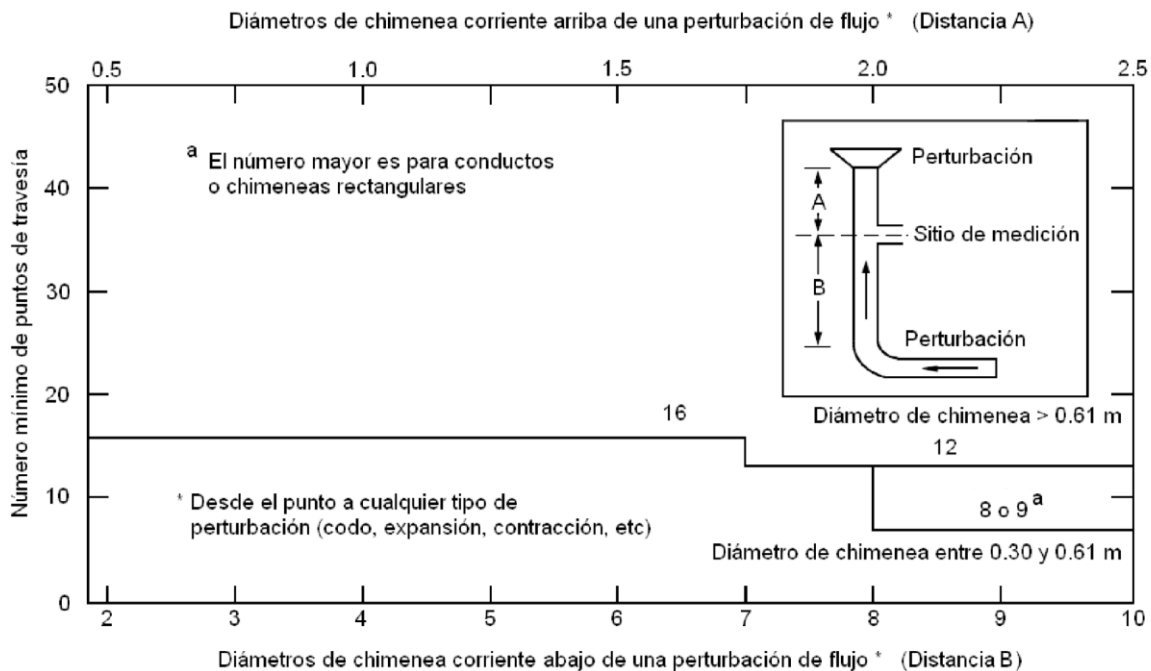 Diámetros de chimenea corriente arriba de una perturbación de flujo * (Distancia A)
0.5 1.0 1.5 2.0 2.5
50
40
30
20
10
0
Número mínimo de puntos de travesía
a El número mayor es para conductos
o chimeneas rectangulares
Perturbación
A
Sitio de medición
B
Perturbación
Diámetro de chimenea > 0.61 m
16
12
8 o 9 a
* Desde el punto a cualquier tipo de
perturbación (codo, expansión, contracción, etc)
Diámetro de chimenea entre 0.30 y 0.61 m
2 3 4 5 6 7 8 9 10
Diámetros de chimenea corriente abajo de una perturbación de flujo * (Distancia B)